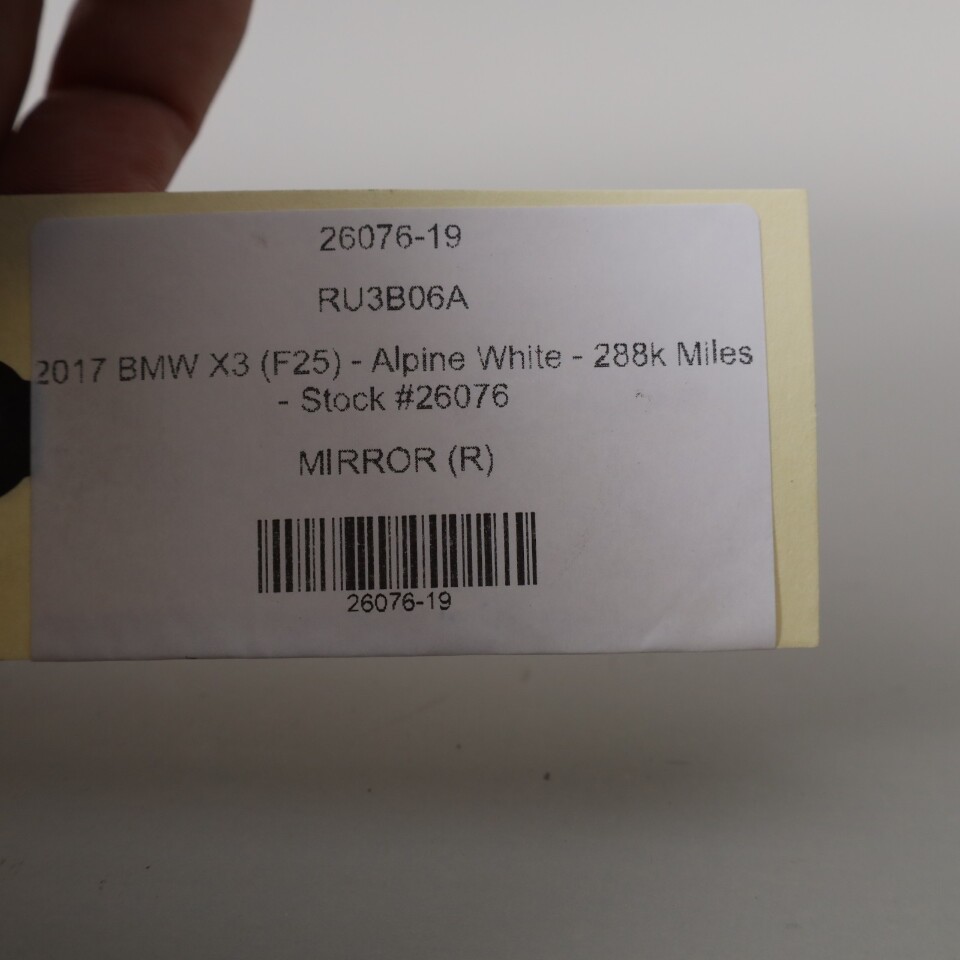 26076-19
RU3B06A
2017 BMW X3 (F25) - Alpine White - 288k Miles
- Stock #26076
MIRROR (R)
26076-19